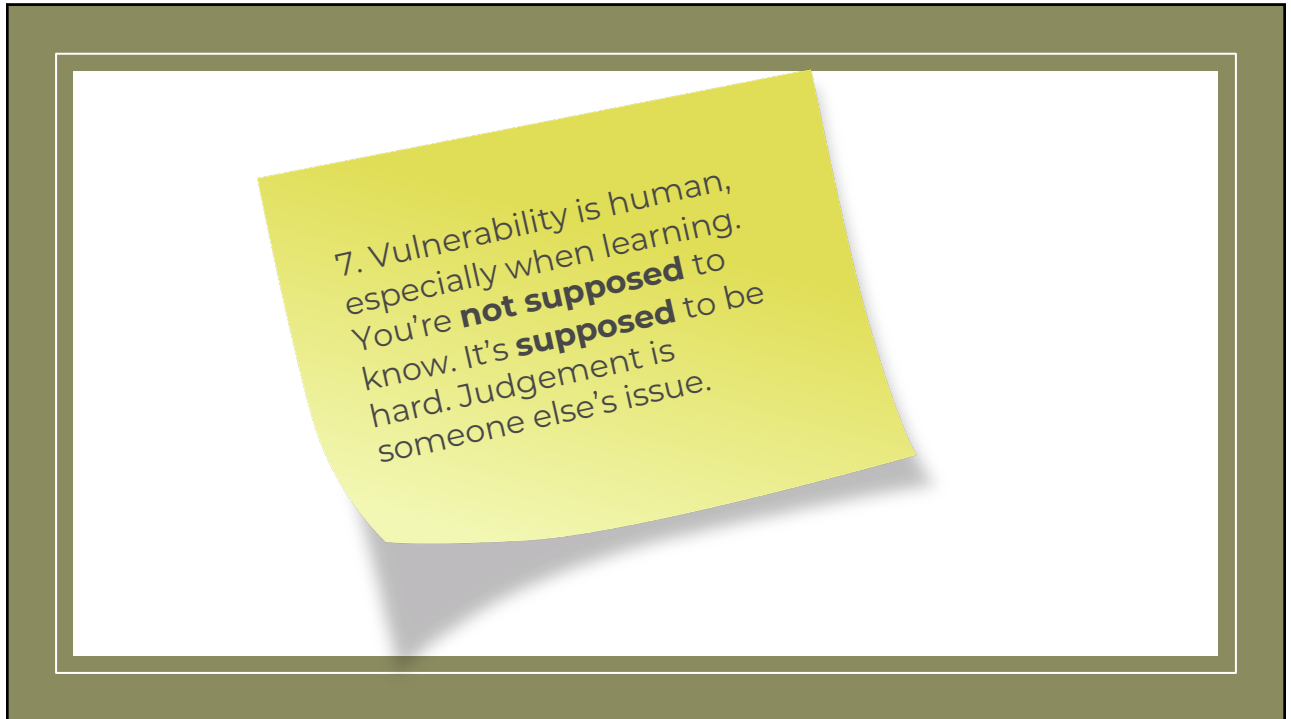 7. Vulnerability is human,
especially when learning.
You’re not supposed to
know. It’s supposed to be
hard. Judgement is
someone else’s issue.